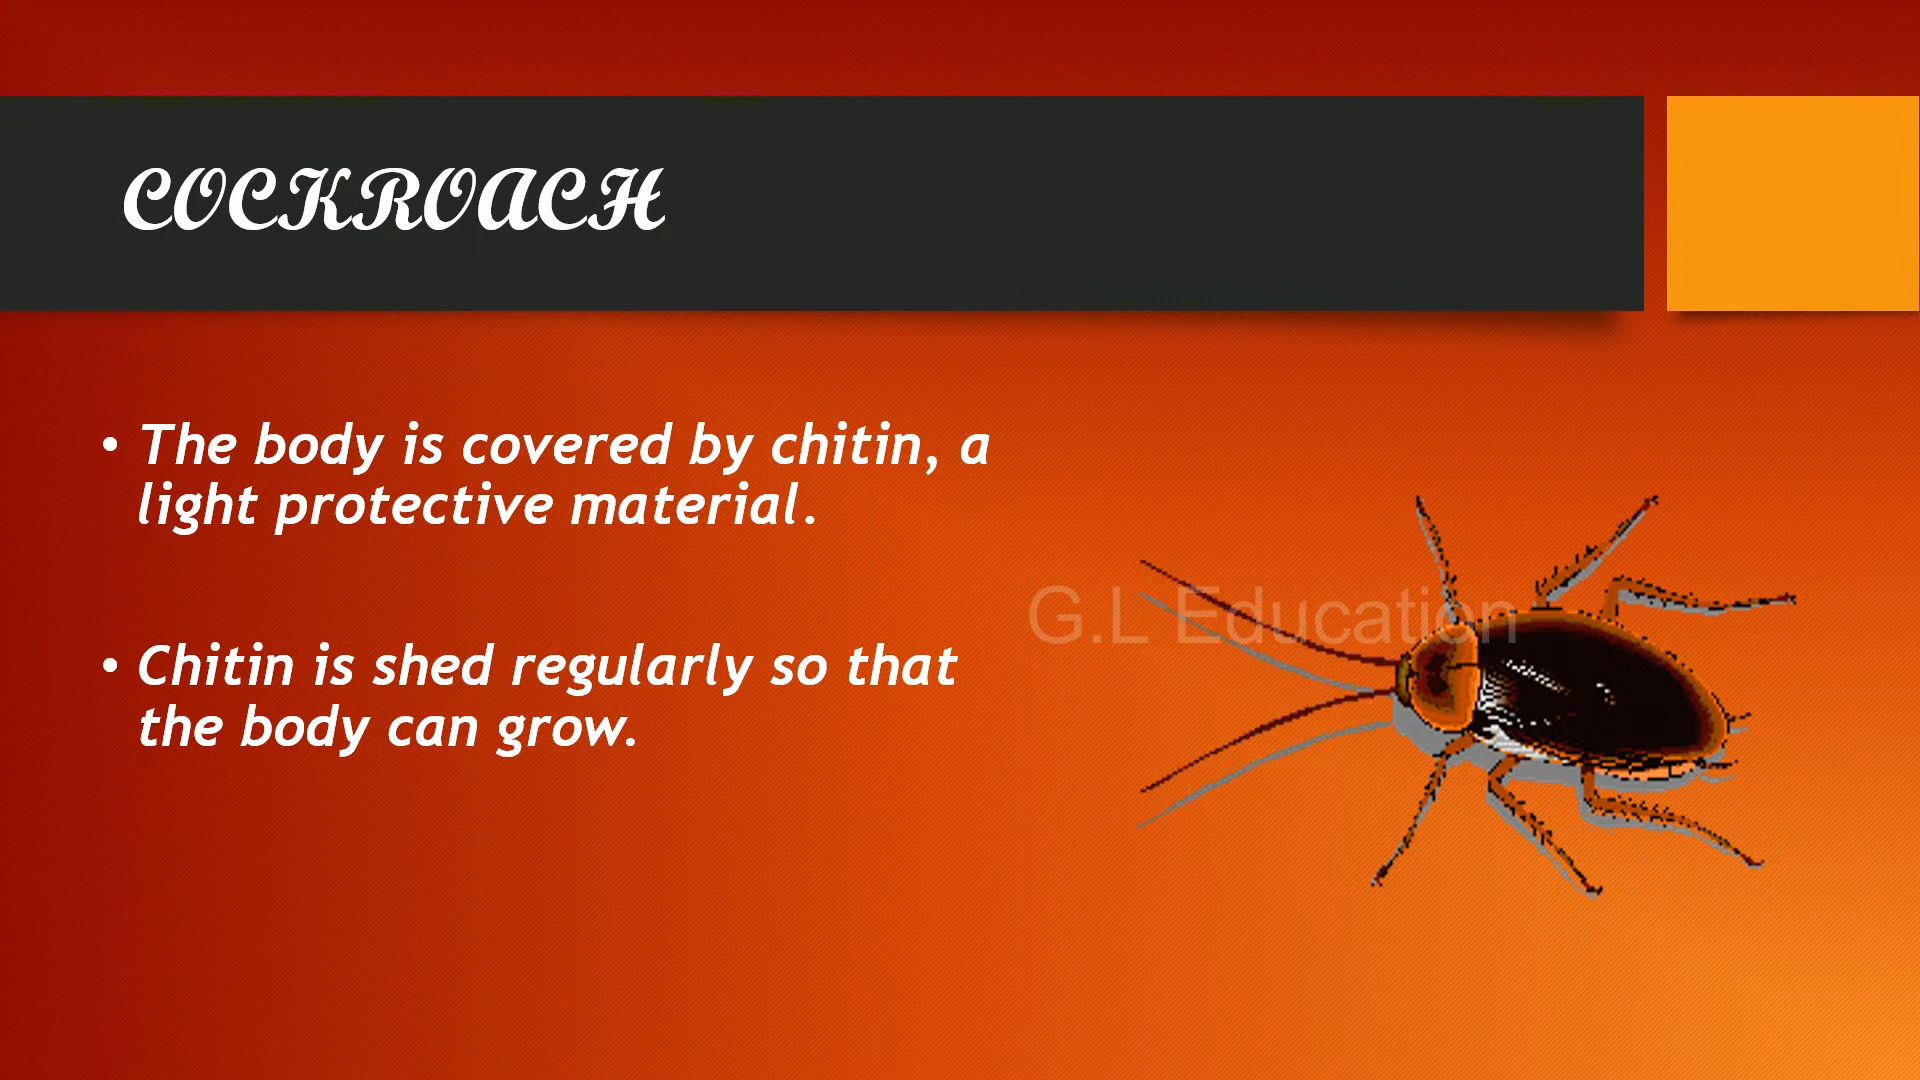 COCKROACH
• The body is covered by chitin, a
light protective material.
G.L Education
• Chitin is shed regularly so that
the body can grow.